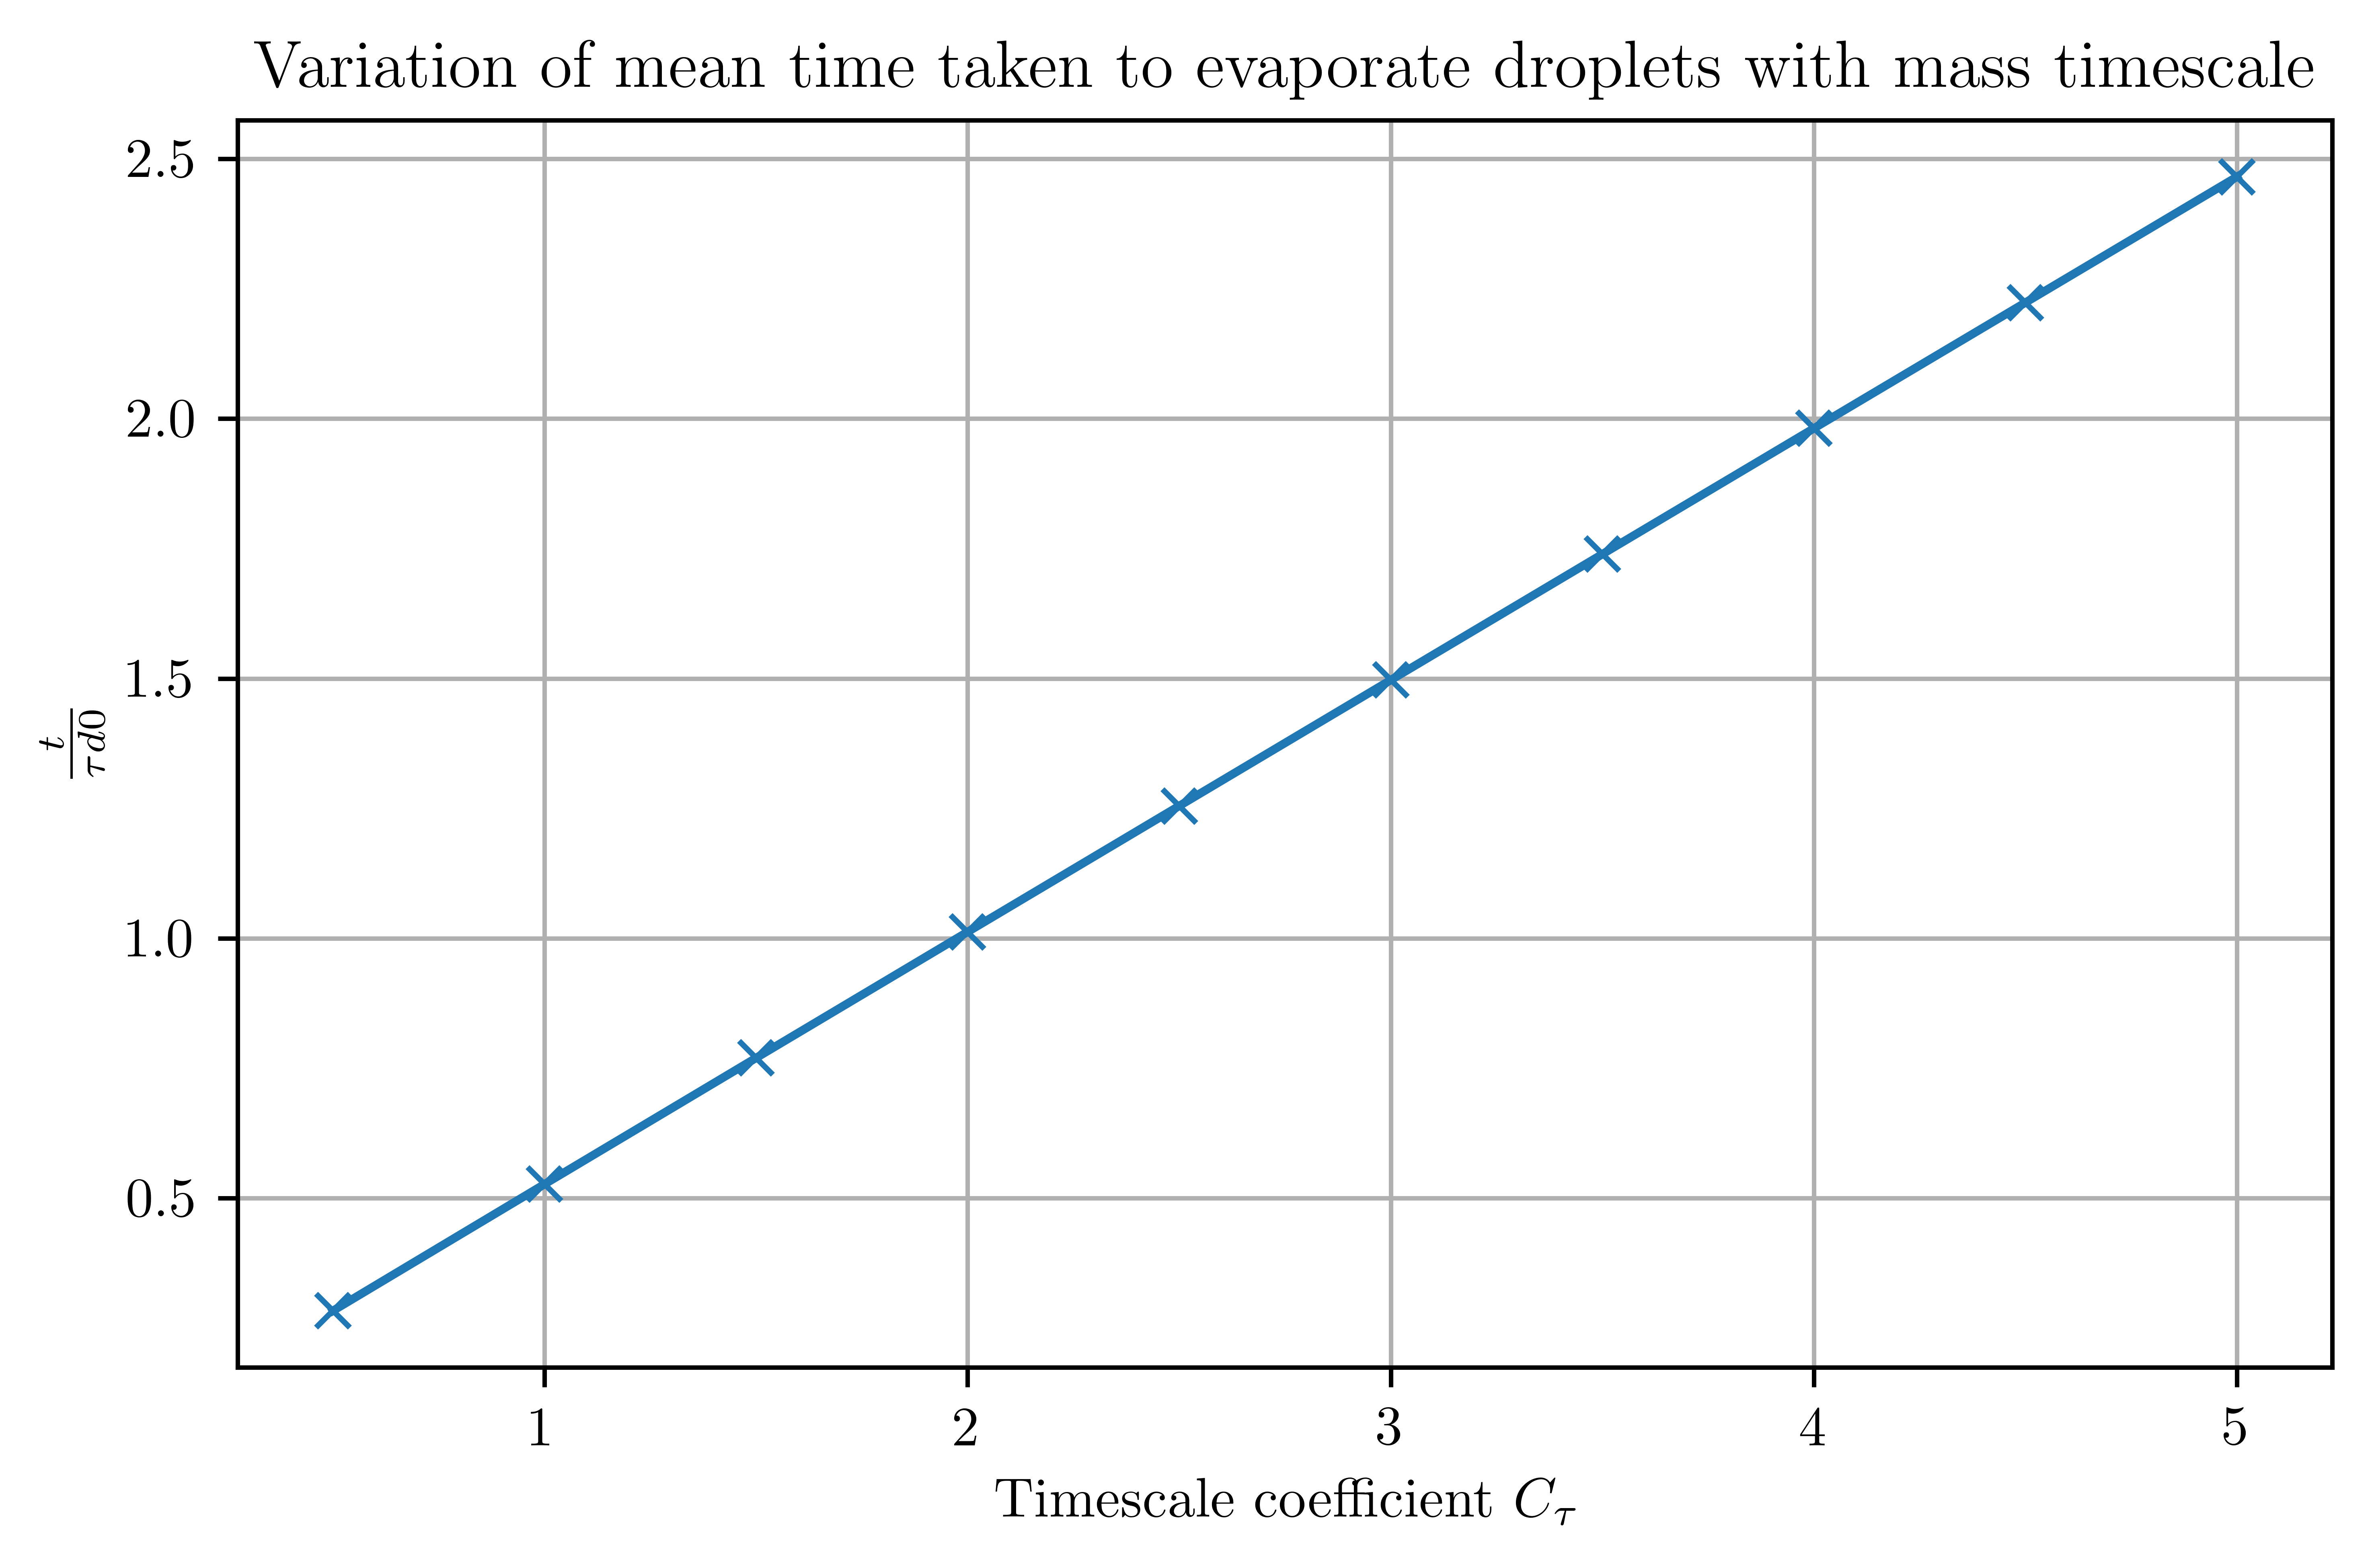 Variation of mean time taken to evaporate droplets with mass timescale
2.5
2.0
1.5
1.0
0.5
t
τd0
1 2 3 4 5
Timescale coefficient Cτ